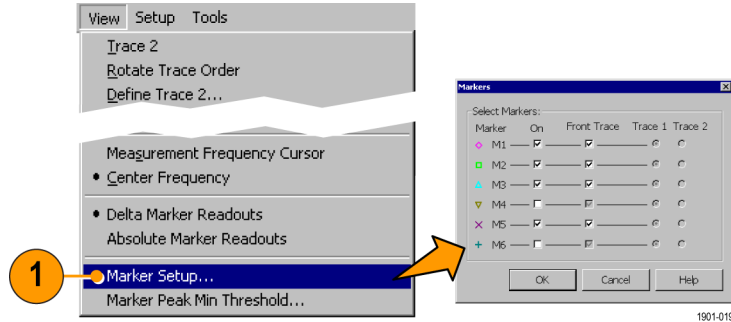 View Setup Tools
Trace 2
Rotate Trace Order
Define Trace 2...
Measurement Frequency Cursor
Center Frequency
Delta Marker Readouts
Absolute Marker Readouts
1
Marker Setup...
Marker Peak Min Threshold...
Markers
Select Markers:
Marker On Front Trace Trace 1 Trace 2
M1
M2
M3
M4
M5
M6
OK Cancel Help
1901-019